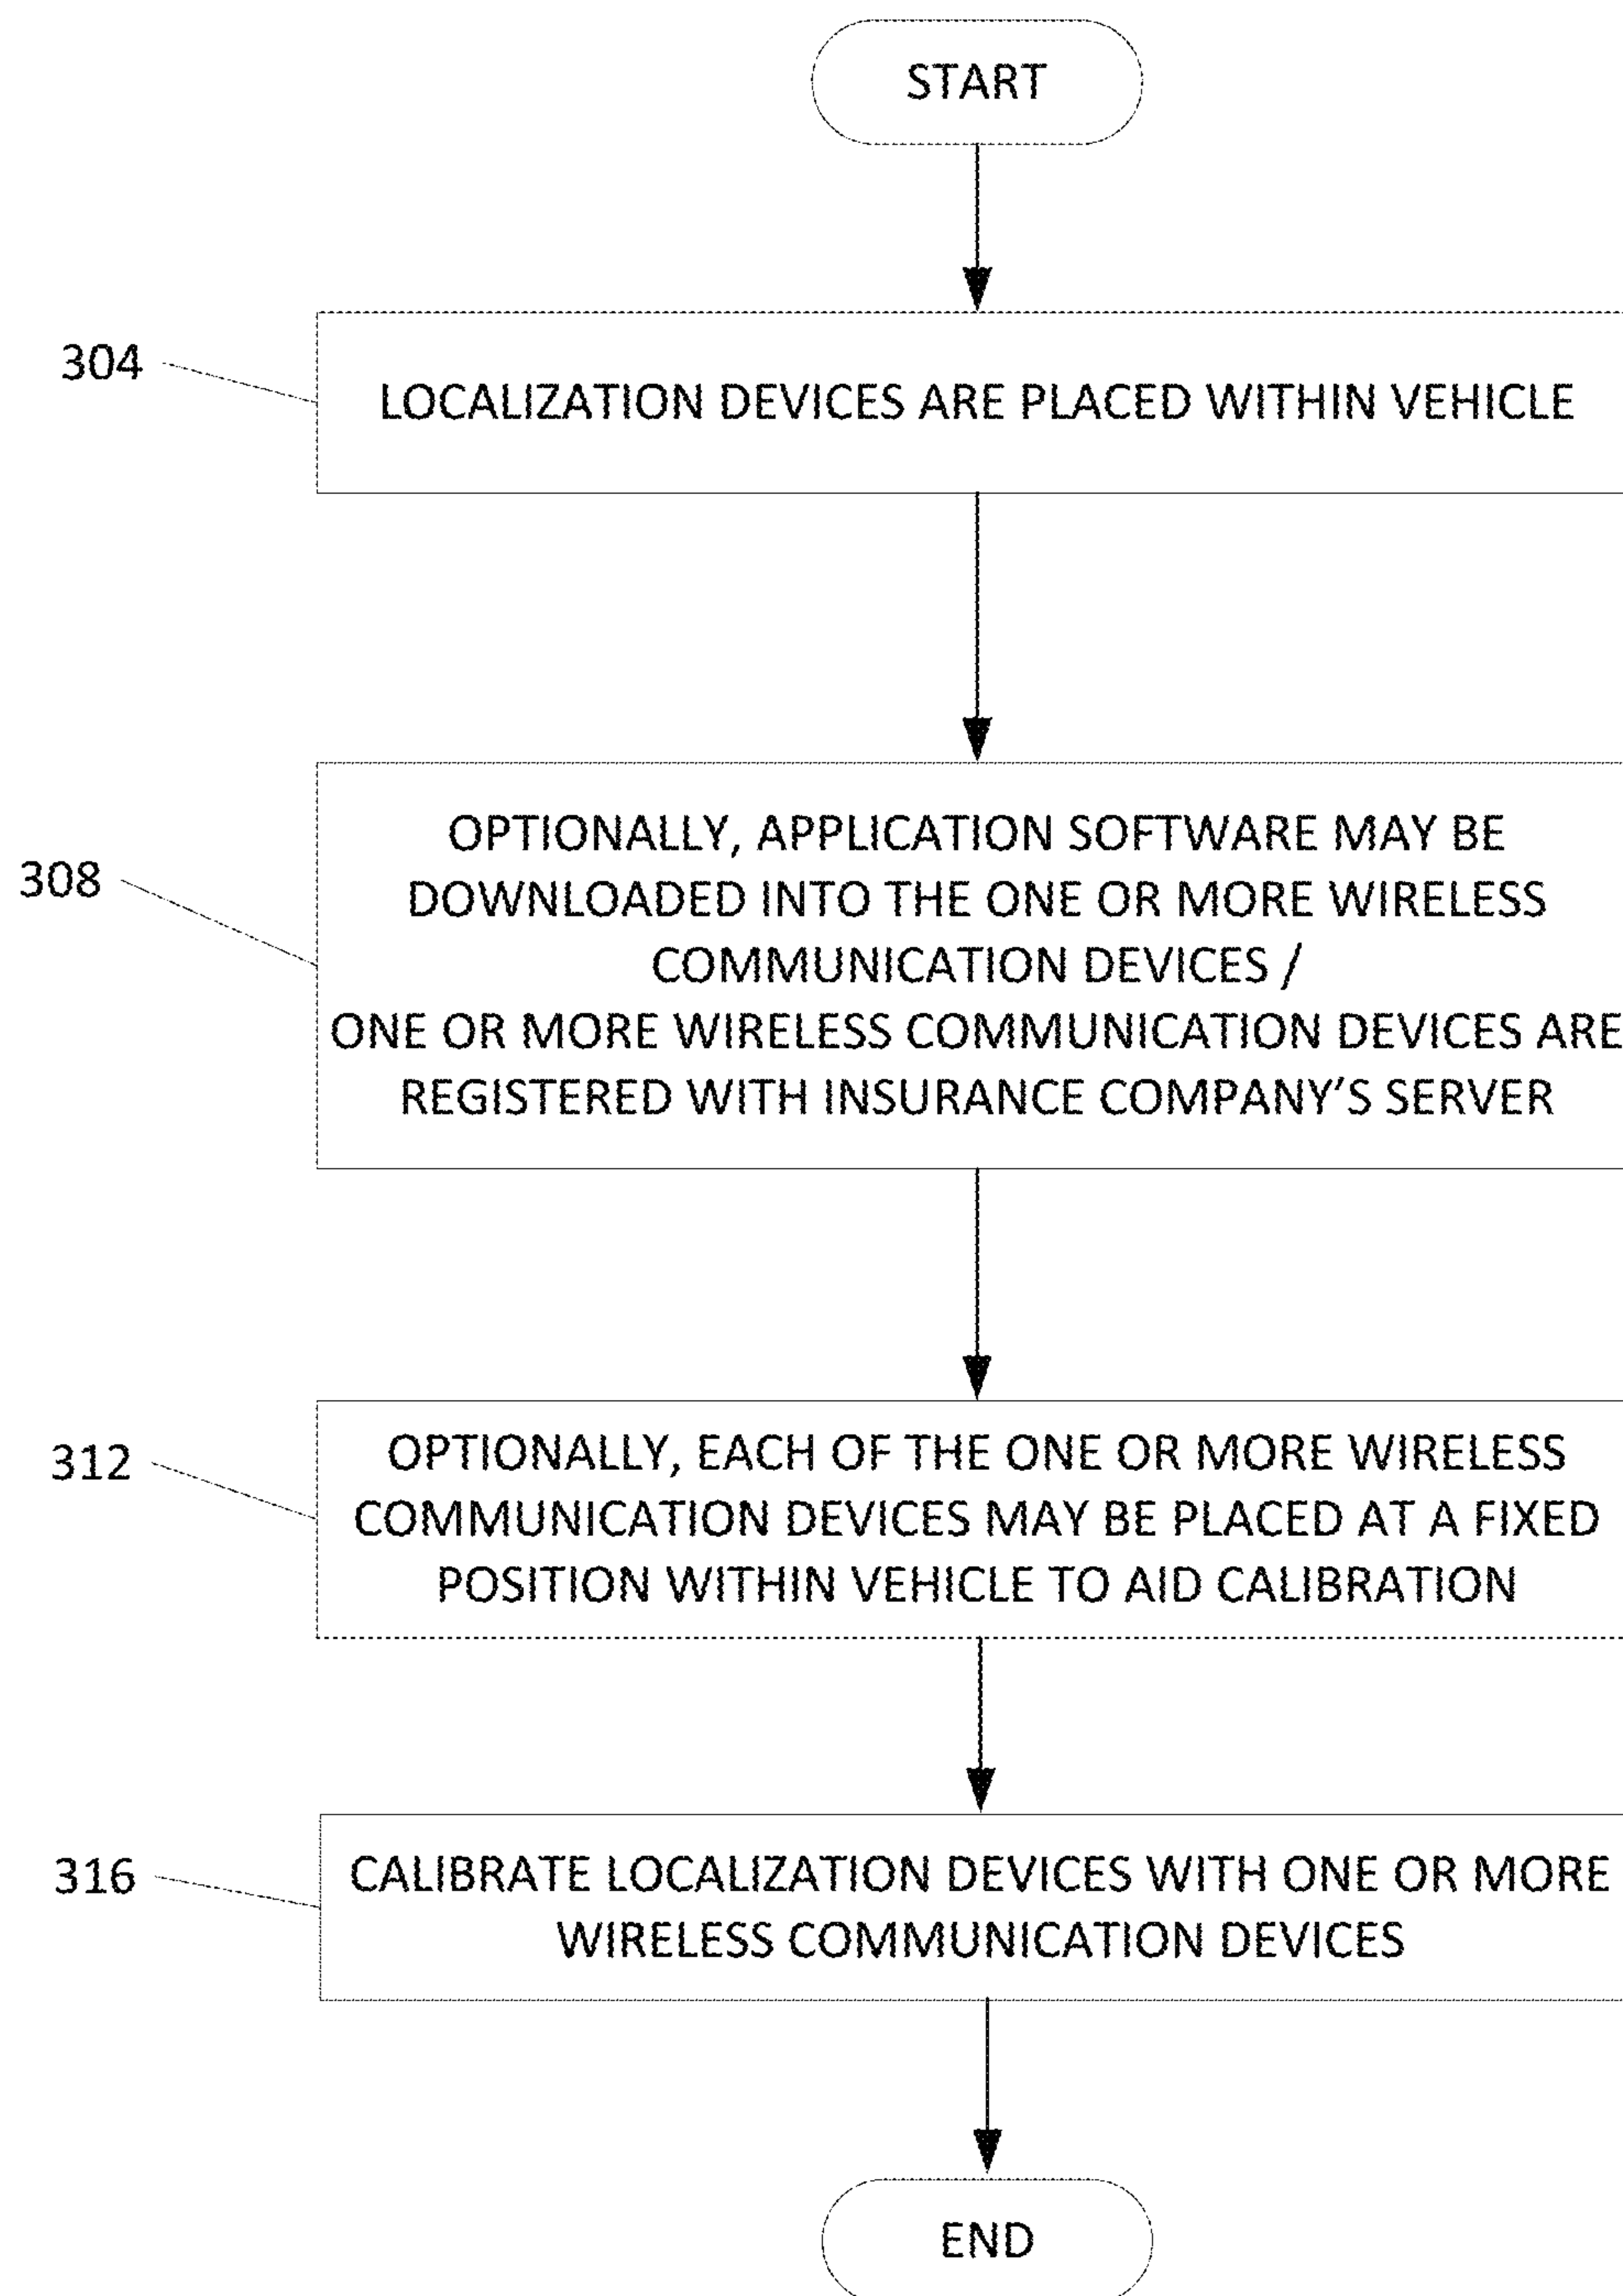 START
304
LOCALIZATION DEVICES ARE PLACED WITHIN VEHICLE
308
OPTIONALLY, APPLICATION SOFTWARE MAY BE
DOWNLOADED INTO THE ONE OR MORE WIRELESS
COMMUNICATION DEVICES /
ONE OR MORE WIRELESS COMMUNICATION DEVICES ARE
REGISTERED WITH INSURANCE COMPANY'S SERVER
312
OPTIONALLY, EACH OF THE ONE OR MORE WIRELESS
COMMUNICATION DEVICES MAY BE PLACED AT A FIXED
POSITION WITHIN VEHICLE TO AID CALIBRATION
316
CALIBRATE LOCALIZATION DEVICES WITH ONE OR MORE
WIRELESS COMMUNICATION DEVICES
END